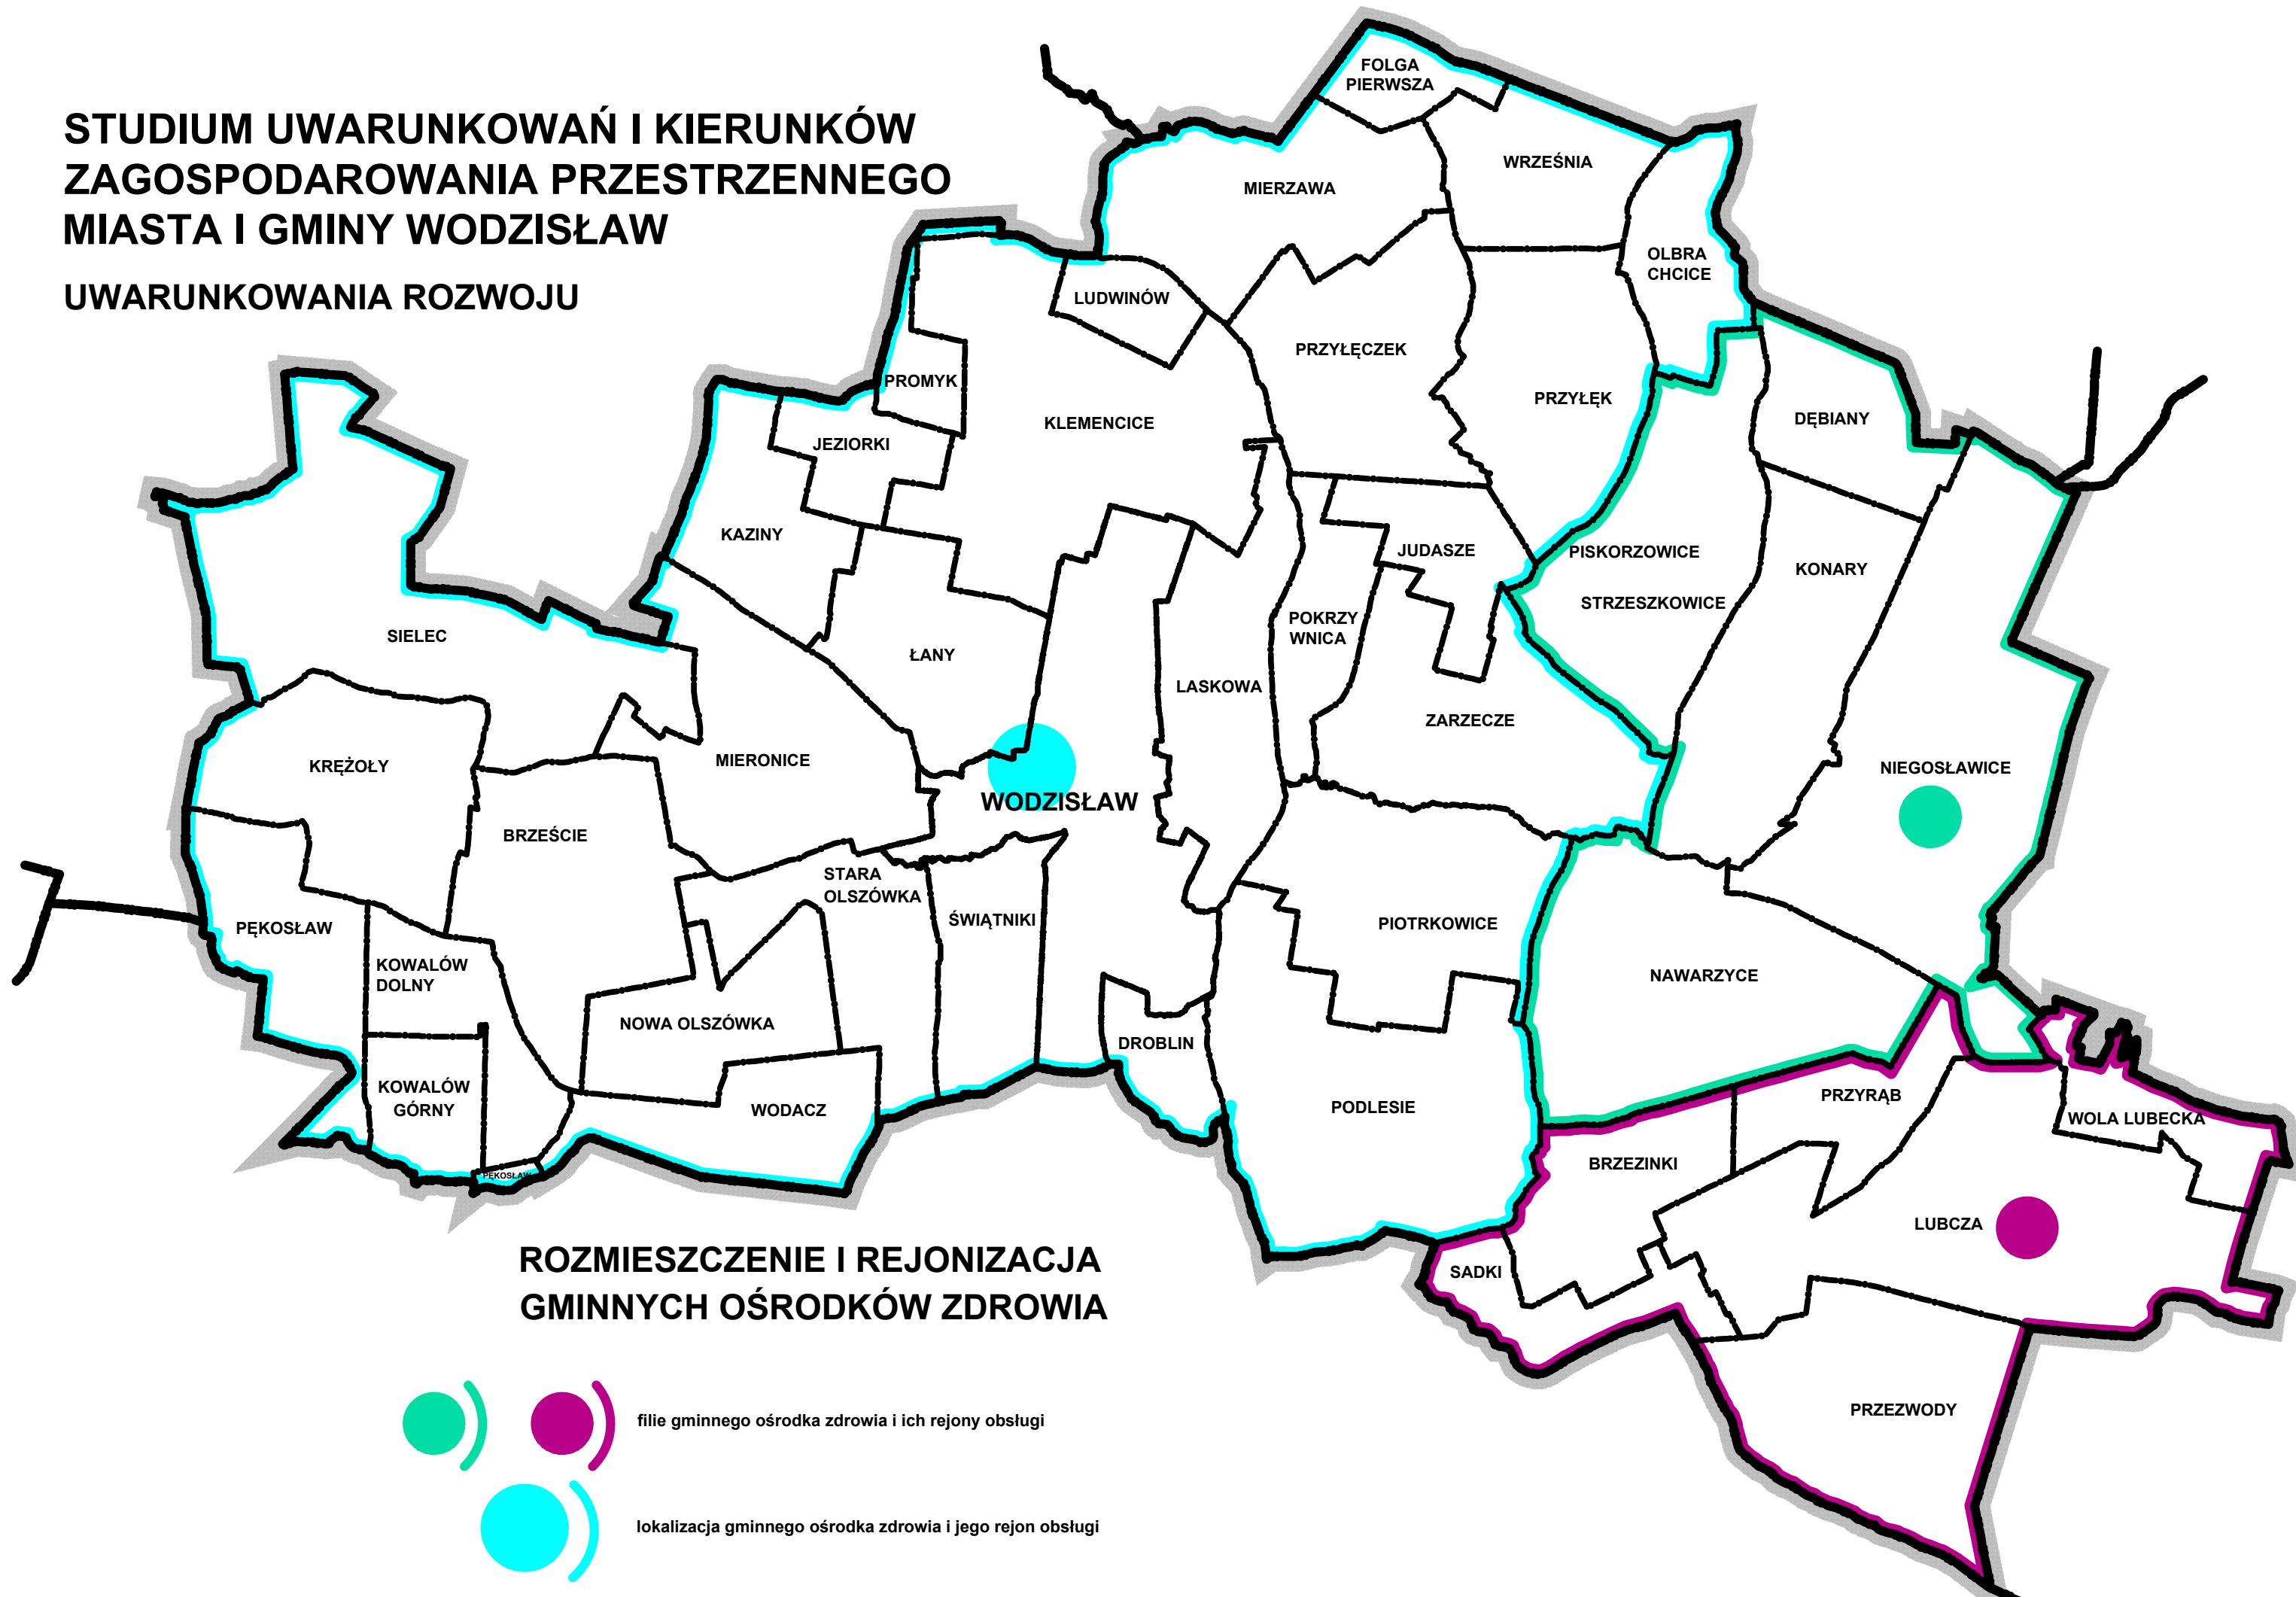 STUDIUM UWARUNKOWAŃ I KIERUNKÓW
ZAGOSPODAROWANIA PRZESTRZENNEGO
MIASTA I GMINY WODZISŁAW
UWARUNKOWANIA ROZWOJU
FOLGA
PIERWSZA
WRZEŚNIA
MIERZAWA
OLBRA
CHCICE
LUDWINÓW
PRZYŁĘCZEK
PROMYK
PRZYŁĘK
KLEMENCICE
DĘBIANY
JEZIORKI
KAZINY
JUDASZE
PISKORZOWICE
KONARY
STRZESZKOWICE
POKRZY
WNICA
SIELEC
ŁANY
LASKOWA
ZARZECZE
KRĘŻOŁY
MIERONICE
NIEGOSŁAWICE
WODZISŁAW
BRZEŚCIE
STARA
OLSZÓWKA
ŚWIĄTNIKI
PIOTRKOWICE
PĘKOSŁAW
KOWALÓW
DOLNY
NAWARZYCE
NOWA OLSZÓWKA
DROBLIN
KOWALÓW
GÓRNY
WODACZ
PODLESIE
PRZYRĄB
WOLA LUBECKA
BRZEZINKI
PĘKOSŁAW
LUBCZA
SADKI
PRZEZWODY
ROZMIESZCZENIE I REJONIZACJA
GMINNYCH OŚRODKÓW ZDROWIA
filie gminnego ośrodka zdrowia i ich rejony obsługi
lokalizacja gminnego ośrodka zdrowia i jego rejon obsługi